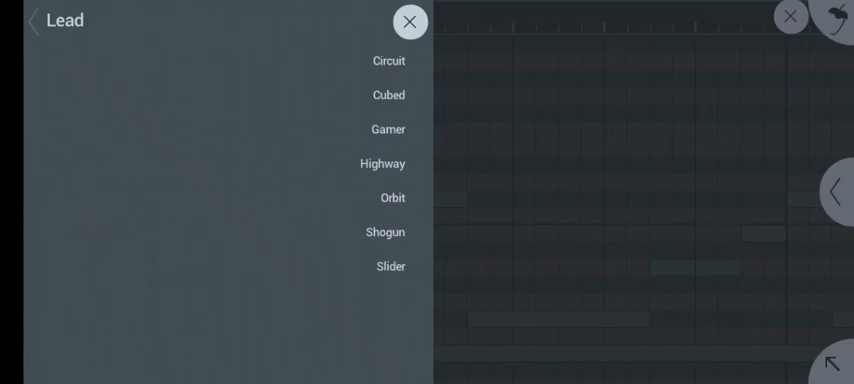 Lead
Circuit
Cubed
Gamer
Highway
Orbit
Shogun
Slider